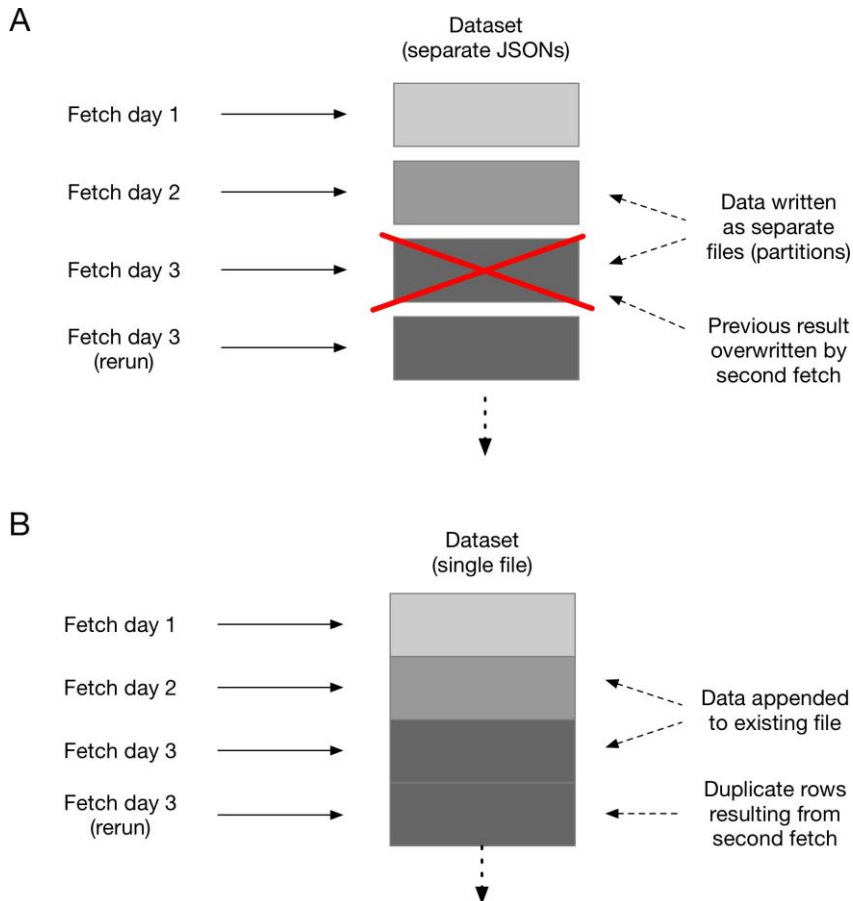 A
Dataset
(separate JSONs)
Fetch day 1
Fetch day 2
Data written
as separate
files (partitions)
Fetch day 3
Previous result
overwritten by
second fetch
Fetch day 3
(rerun)
B
Dataset
(single file)
Fetch day 1
Fetch day 2
Data appended
to existing file
Fetch day 3
Fetch day 3
(rerun)
Duplicate rows
resulting from
second fetch